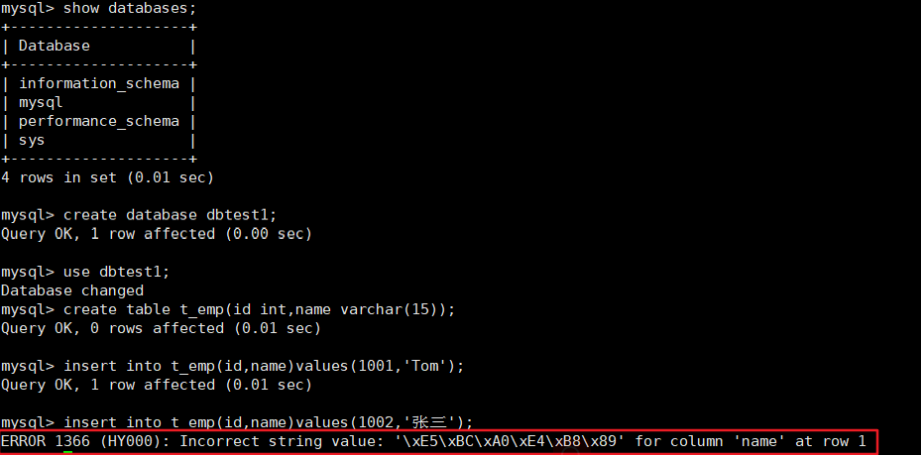 mysql> show databases;
+--------------------+
| Database           |
+--------------------+
| information_schema |
| mysql              |
| performance_schema |
| sys                |
+--------------------+
4 rows in set (0.01 sec)
mysql> create database dbtest1;
Query OK, 1 row affected (0.00 sec)
mysql> use dbtest1;
Database changed
mysql> create table t_emp(id int,name varchar(15));
Query OK, 0 rows affected (0.01 sec)
mysql> insert into t_emp(id,name)values(1001,'Tom');
Query OK, 1 row affected (0.01 sec)
mysql> insert into t_emp(id,name)values(1002,'张三');
ERROR 1366 (HY000): Incorrect string value: '\xE5\xBC\xA0\xE4\xB8\x89' for column 'name' at row 1